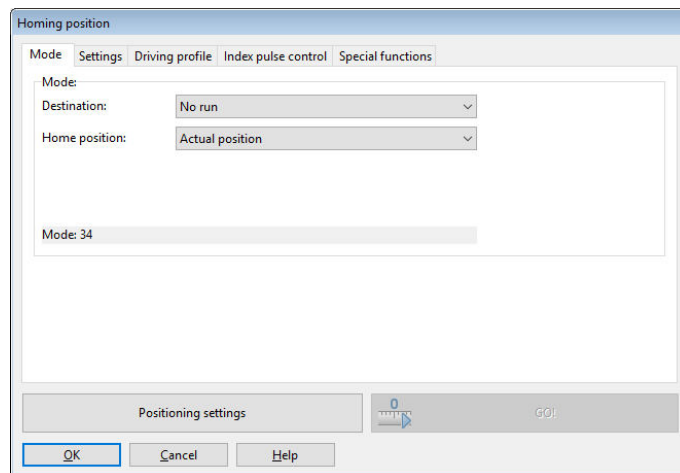 Homing position
Mode Settings Driving profile Index pulse control Special functions
Mode:
Destination: No run
Home position: Actual position
Mode: 34
Positioning settings 0 GO!
OK Cancel Help